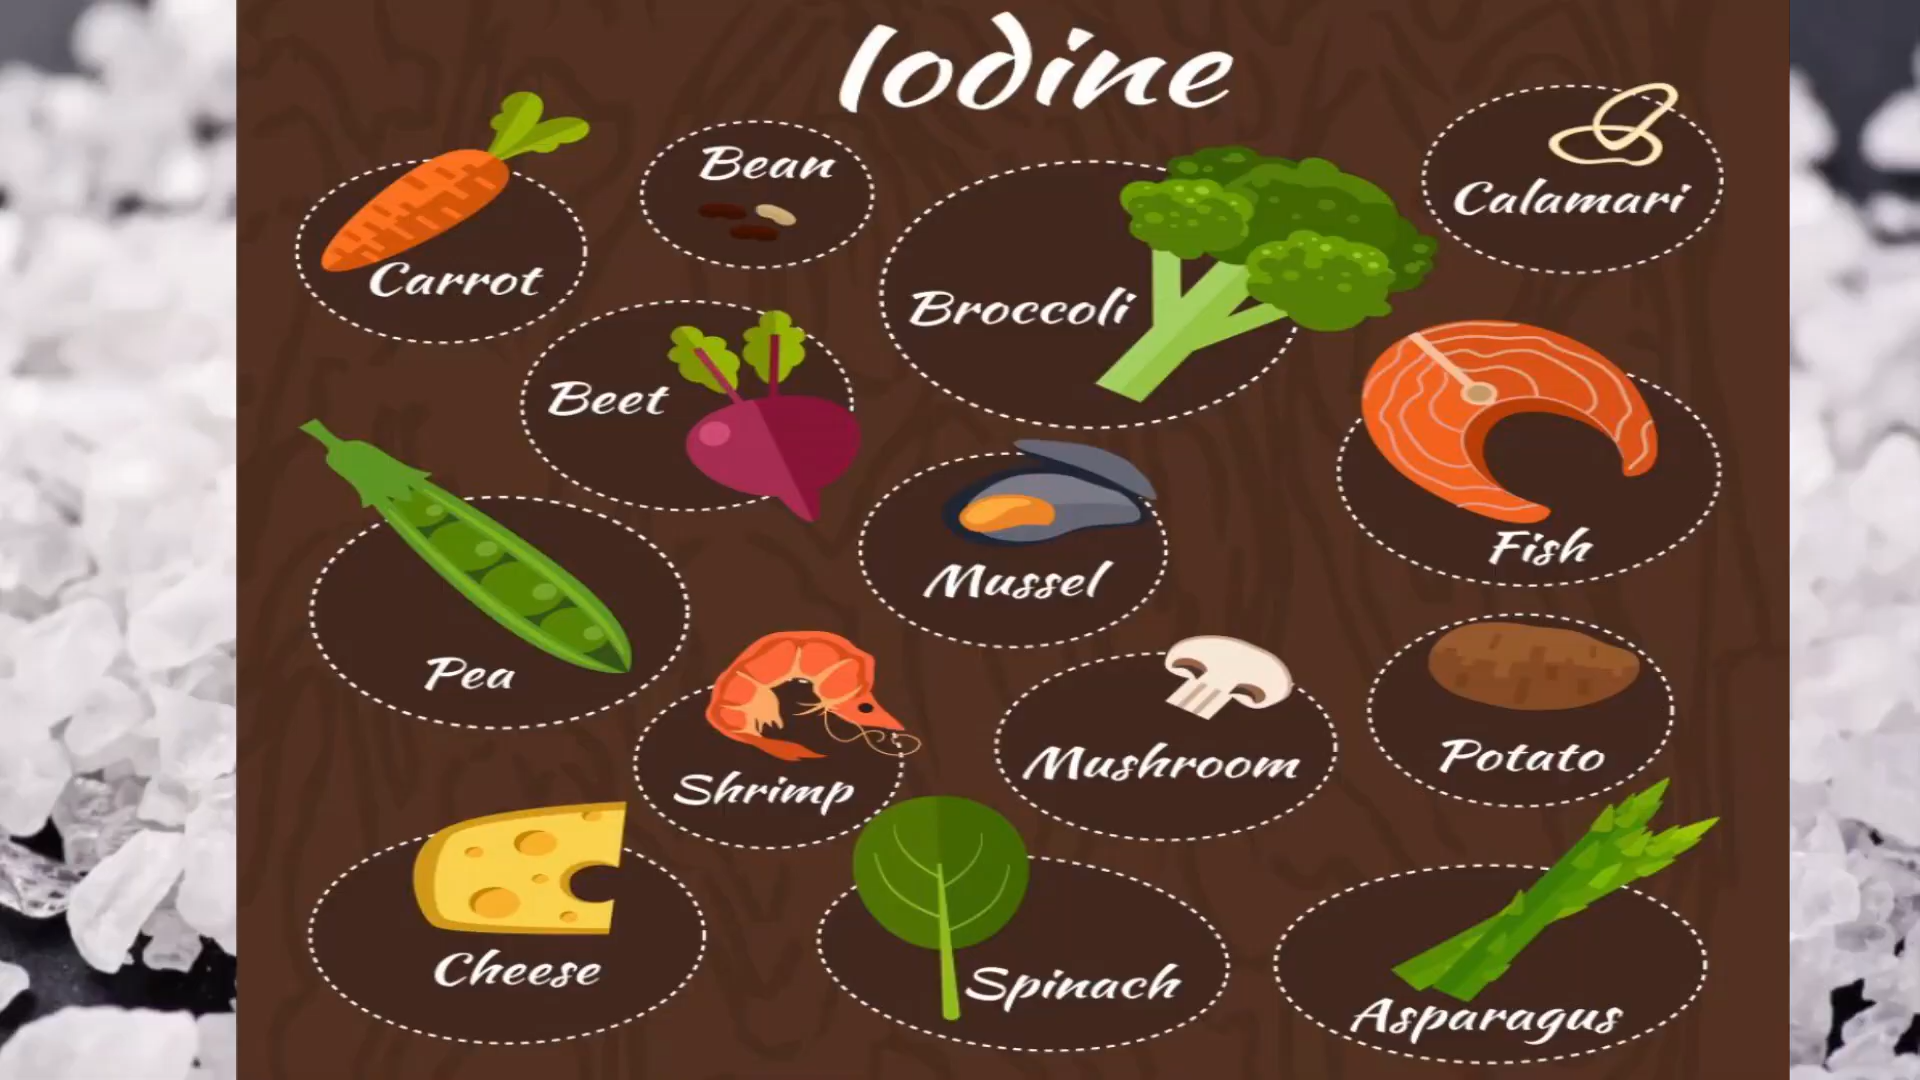 Iodine
Carrot
Bean
Broccoli
Calamari
Beet
Fish
Pea
Mussel
Shrimp
Mushroom
Potato
Cheese
Spinach
Asparagus